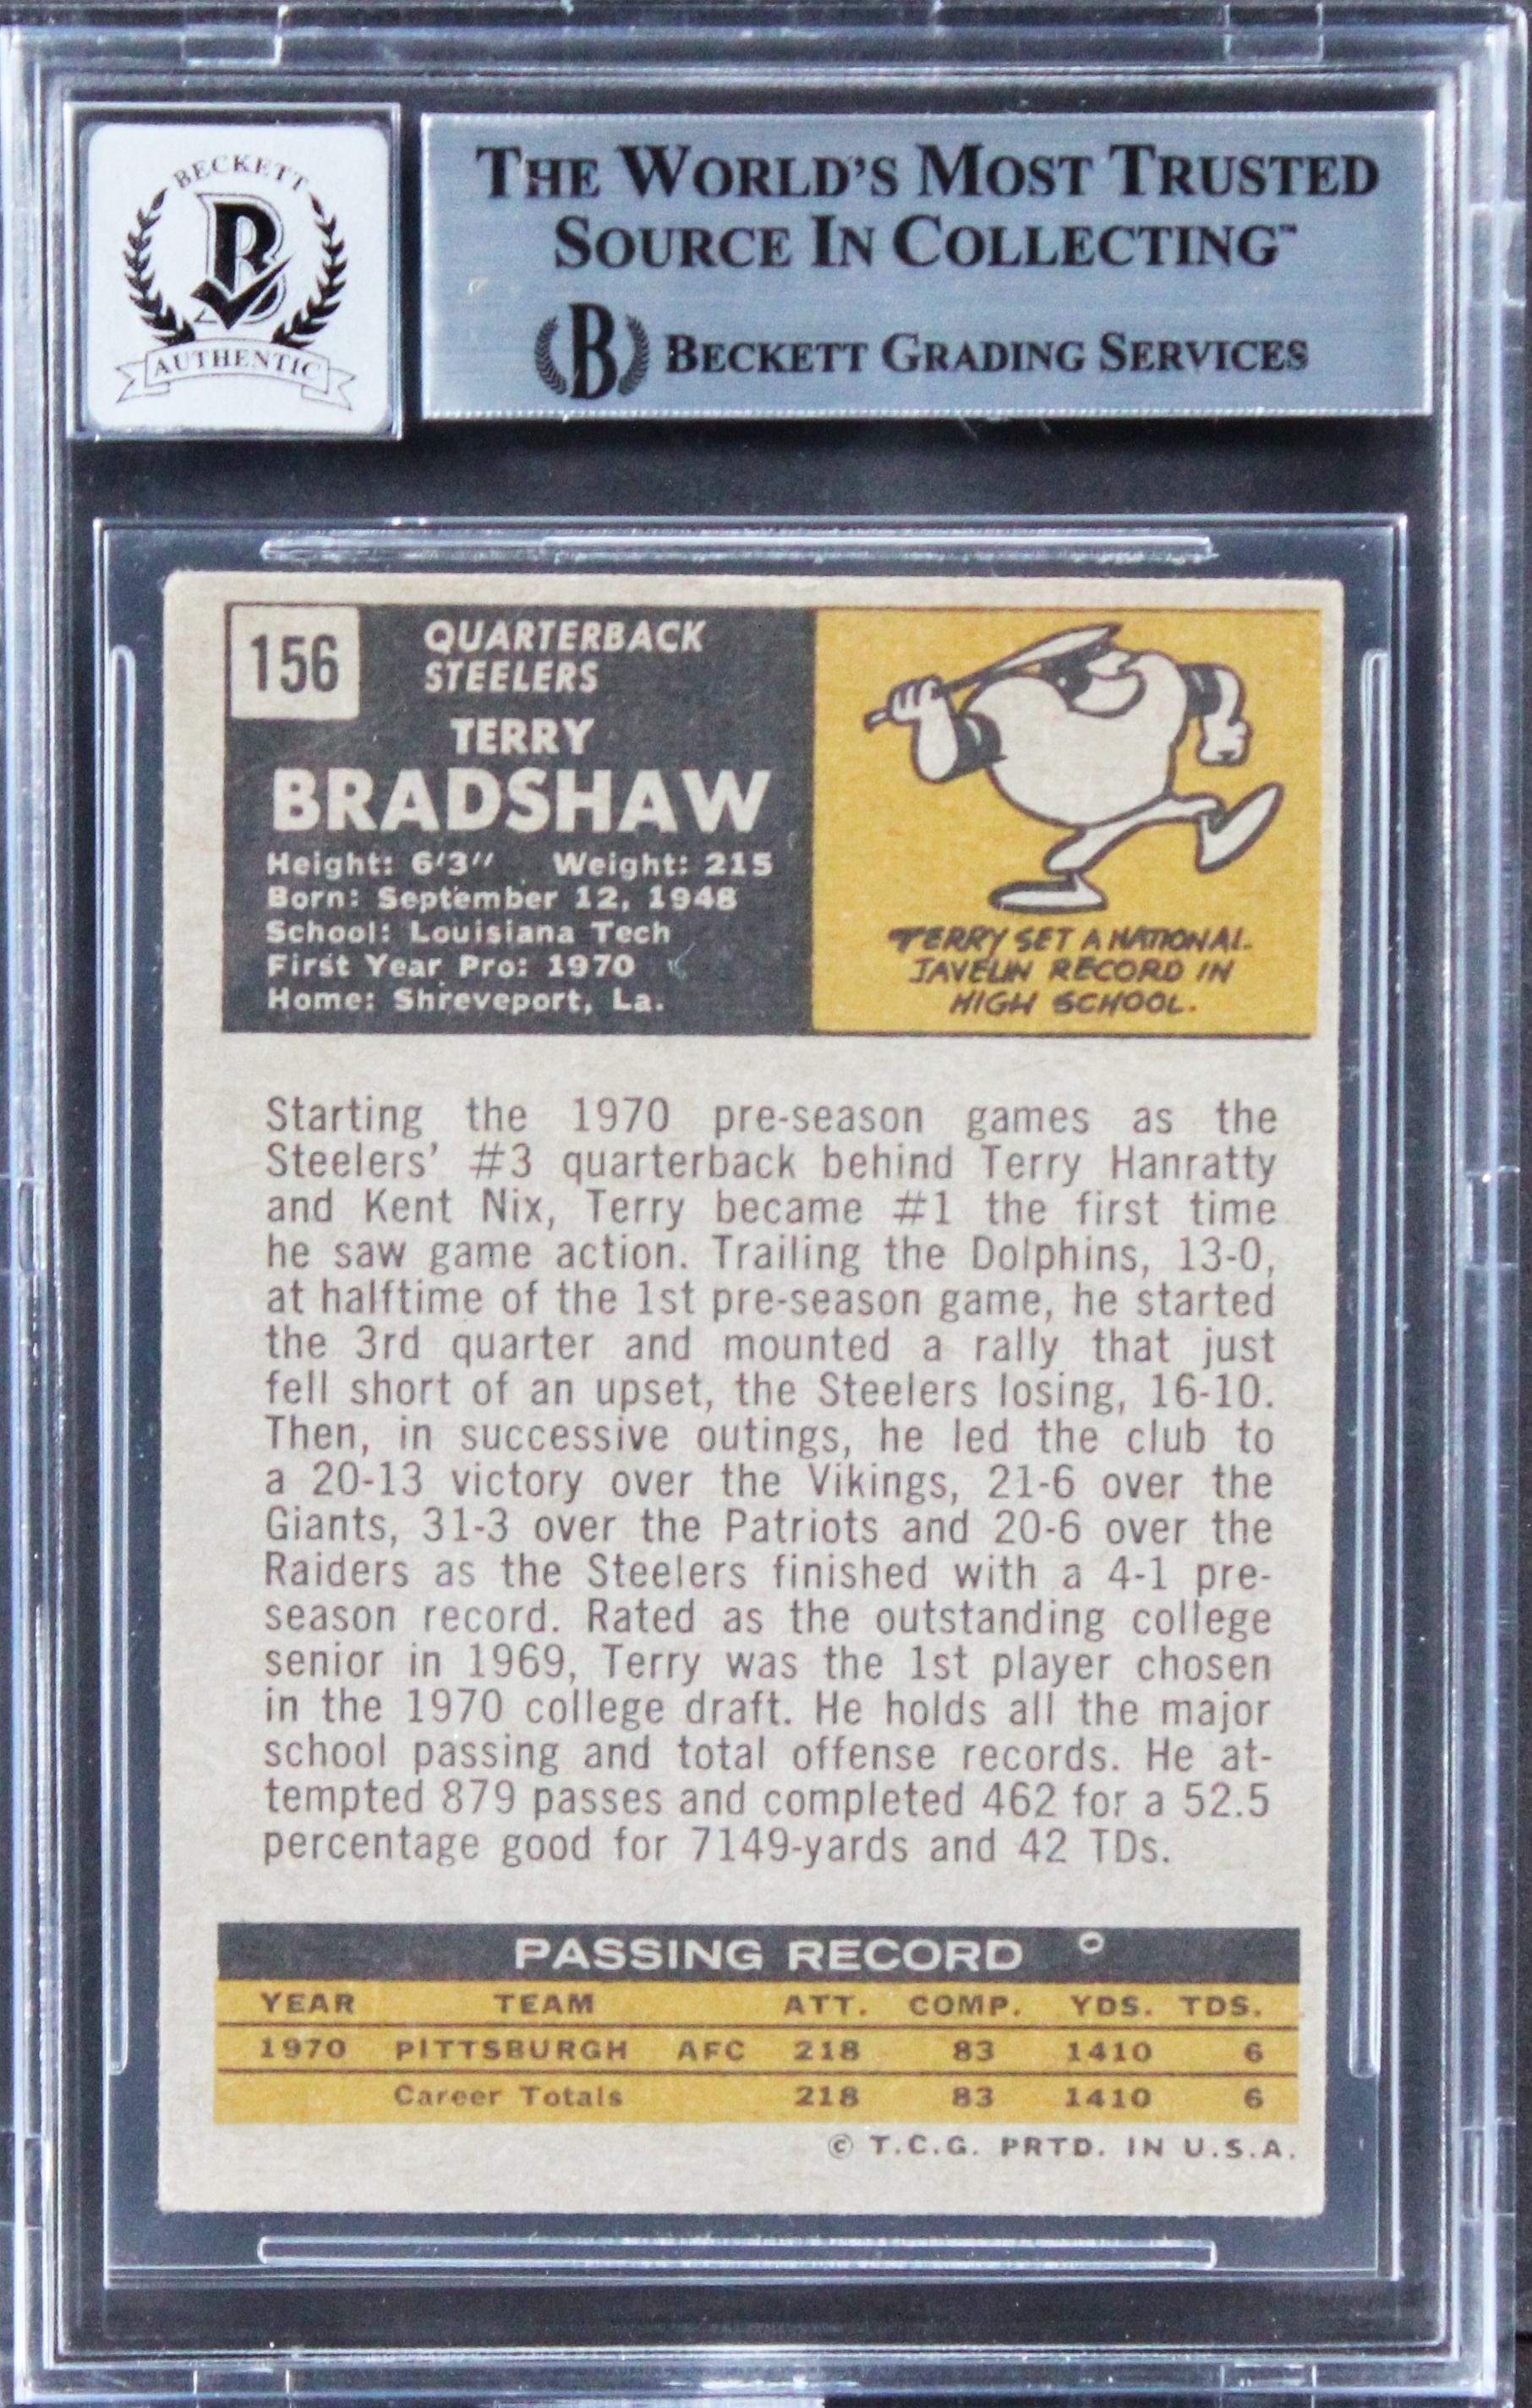 BECKETT
B
AUTHENTIC
THE WORLD'S MOST TRUSTED
SOURCE IN COLLECTING™
B BECKETT GRADING SERVICES
156
QUARTERBACK
STEELERS
TERRY
BRADSHAW
Height: 6'3" Weight: 215
Born: September 12, 1948
School: Louisiana Tech
First Year Pro: 1970
Home: Shreveport, La.
TERRY SET A NATIONAL
JAVELIN RECORD IN
HIGH SCHOOL.
Starting the 1970 pre-season games as the
Steelers' #3 quarterback behind Terry Hanratty
and Kent Nix, Terry became #1 the first time
he saw game action. Trailing the Dolphins, 13-0,
at halftime of the 1st pre-season game, he started
the 3rd quarter and mounted a rally that just
fell short of an upset, the Steelers losing, 16-10.
Then, in successive outings, he led the club to
a 20-13 victory over the Vikings, 21-6 over the
Giants, 31-3 over the Patriots and 20-6 over the
Raiders as the Steelers finished with a 4-1 pre-
season record. Rated as the outstanding college
senior in 1969, Terry was the 1st player chosen
in the 1970 college draft. He holds all the major
school passing and total offense records. He at-
tempted 879 passes and completed 462 for a 52.5
percentage good for 7149-yards and 42 TDs.
PASSING RECORD
YEAR TEAM ATT. COMP. YDS. TDS.
1970 PITTSBURGH AFC 218 83 1410 6
Career Totals 218 83 1410 6
© T.C.G. PRTD. IN U.S.A.